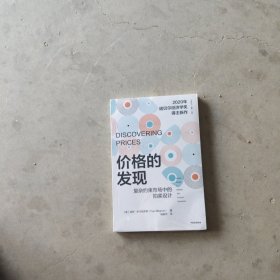 2020年
诺贝尔经济学奖
得主新作
DISCOVERING
PRICES
价格的
发现
复杂约束市场中的
拍卖设计